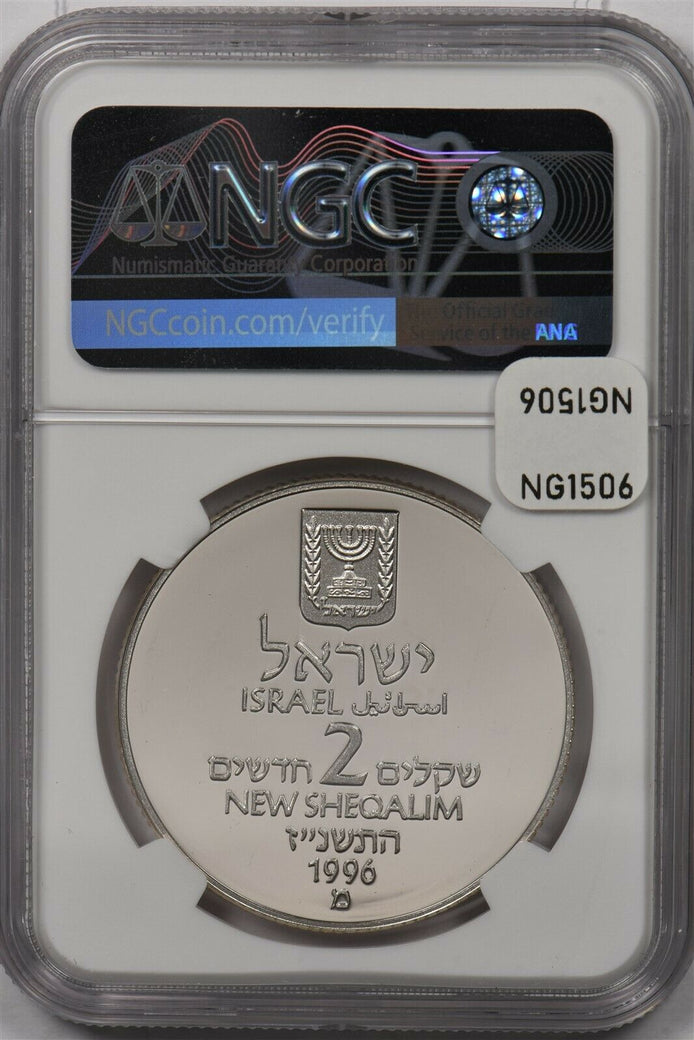 NGC
Numismatic Guaranty Corporation
NGCcoin.com/verify
The Official Grading
Service of the ANA
NG1506
NG1506
ישראל
ישראל
ISRAEL اسرائيل
שקלים 2 חדשים
NEW SHEQALIM
התשנ״ז
1996
מ